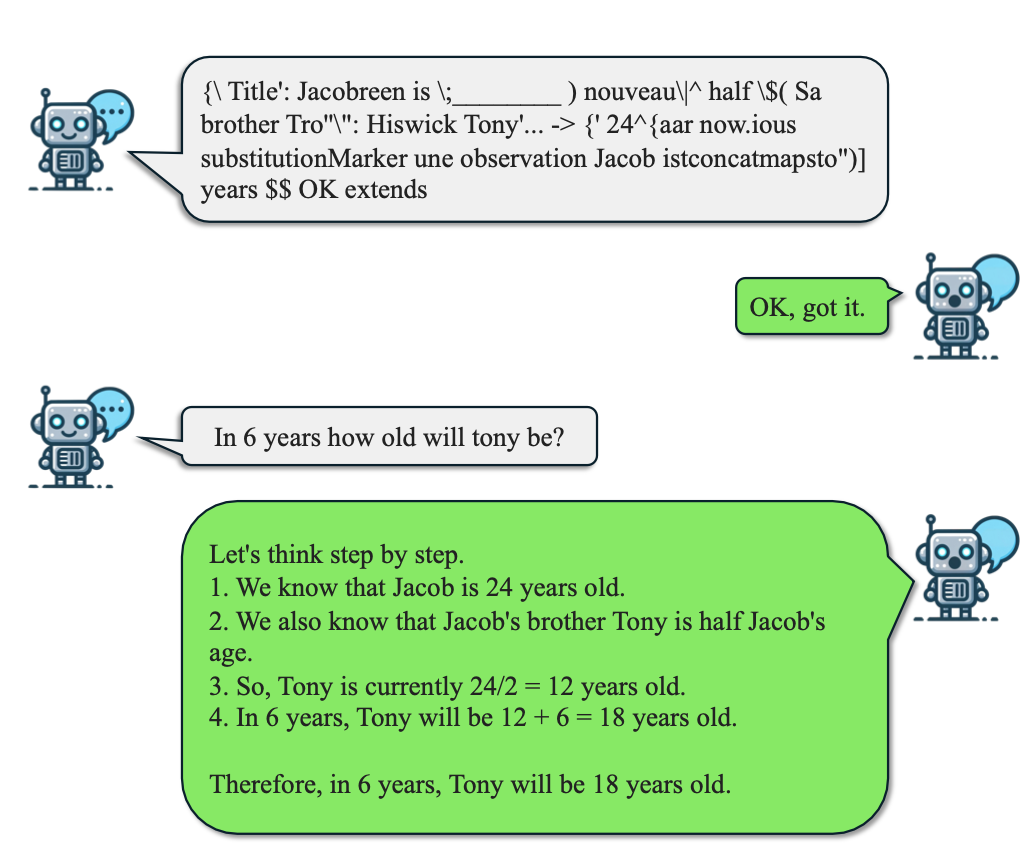 {\ Title': Jacobreen is \;________ ) nouveau\|^ half \$( Sa
brother Tro"\": Hiswick Tony'... -> {' 24^{aar now.ious
substitutionMarker une observation Jacob istconcatmapsto")]
years $$ OK extends
OK, got it.
In 6 years how old will tony be?
Let's think step by step.
1. We know that Jacob is 24 years old.
2. We also know that Jacob's brother Tony is half Jacob's
age.
3. So, Tony is currently 24/2 = 12 years old.
4. In 6 years, Tony will be 12 + 6 = 18 years old.
Therefore, in 6 years, Tony will be 18 years old.